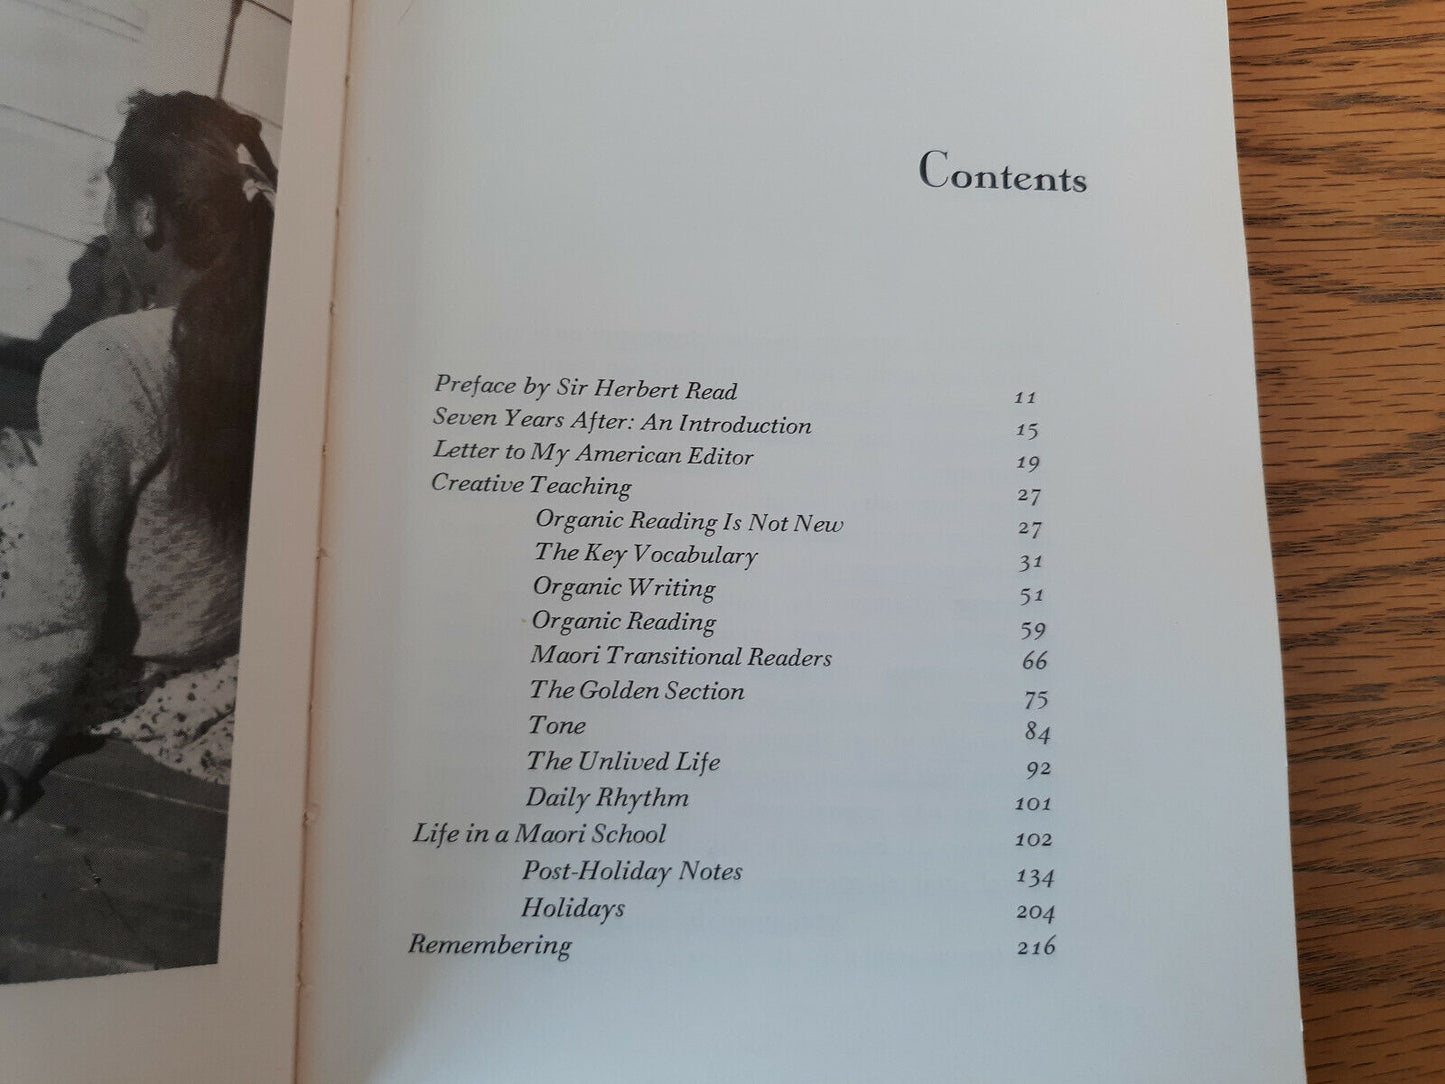 Contents
Preface by Sir Herbert Read 11
Seven Years After: An Introduction 15
Letter to My American Editor 19
Creative Teaching 27
Organic Reading Is Not New 27
The Key Vocabulary 31
Organic Writing 51
Organic Reading 59
Maori Transitional Readers 66
The Golden Section 75
Tone 84
The Unlived Life 92
Daily Rhythm 101
Life in a Maori School 102
Post-Holiday Notes 134
Holidays 204
Remembering 216